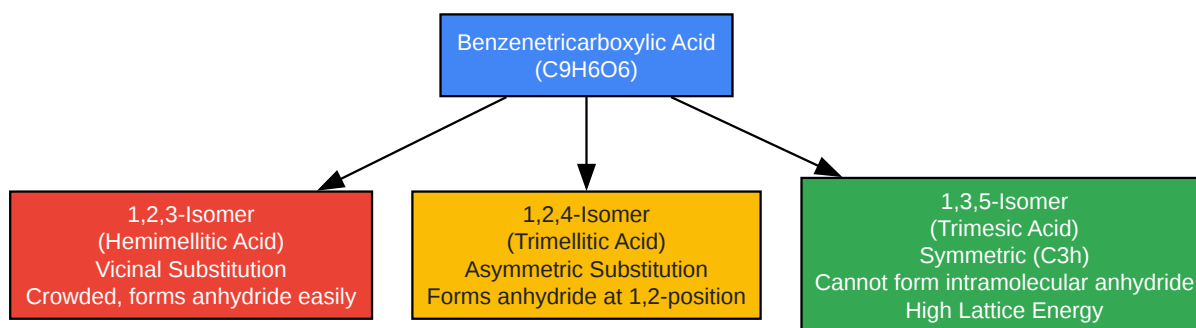 Benzenetricarboxylic Acid
(C9H6O6)
1,2,3-Isomer
(Hemimellitic Acid)
Vicinal Substitution
Crowded, forms anhydride easily
1,2,4-Isomer
(Trimellitic Acid)
Asymmetric Substitution
Forms anhydride at 1,2-position
1,3,5-Isomer
(Trimesic Acid)
Symmetric (C3h)
Cannot form intramolecular anhydride
High Lattice Energy